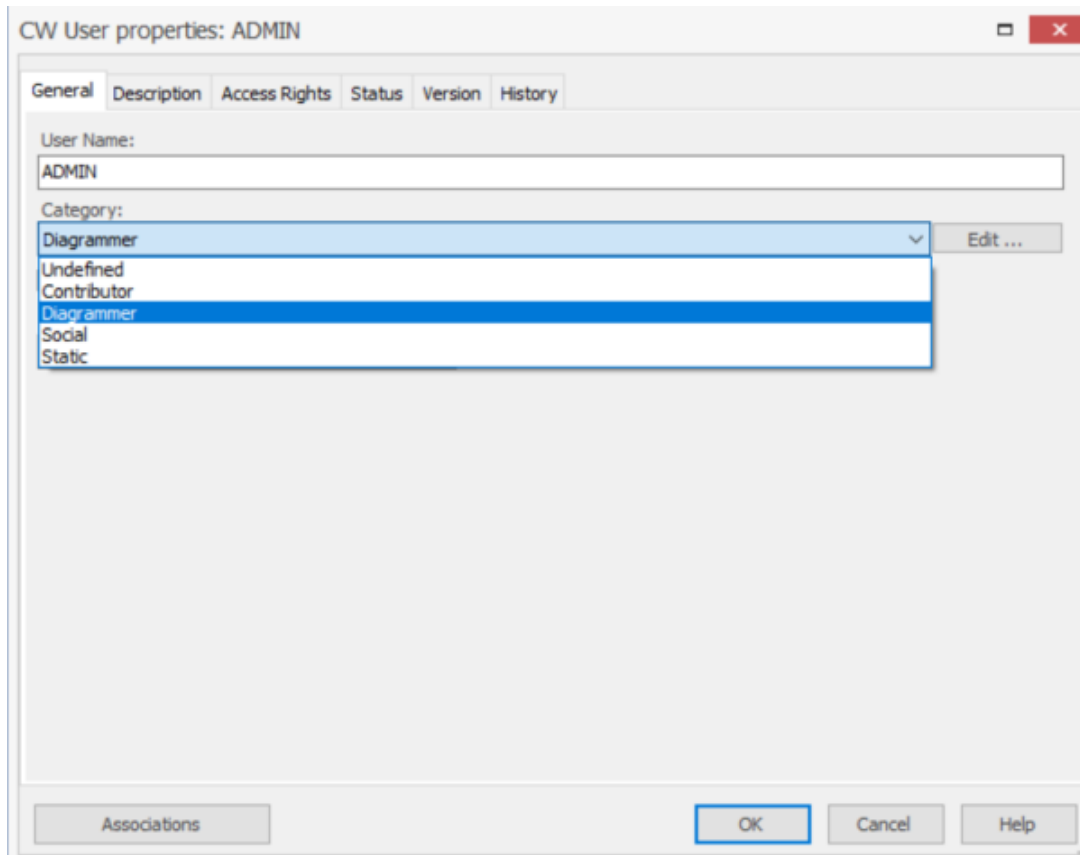 CW User properties: ADMIN
General Description Access Rights Status Version History
User Name:
ADMIN
Category:
Diagrammer Edit ...
Undefined
Contributor
Diagrammer
Social
Static
Associations OK Cancel Help